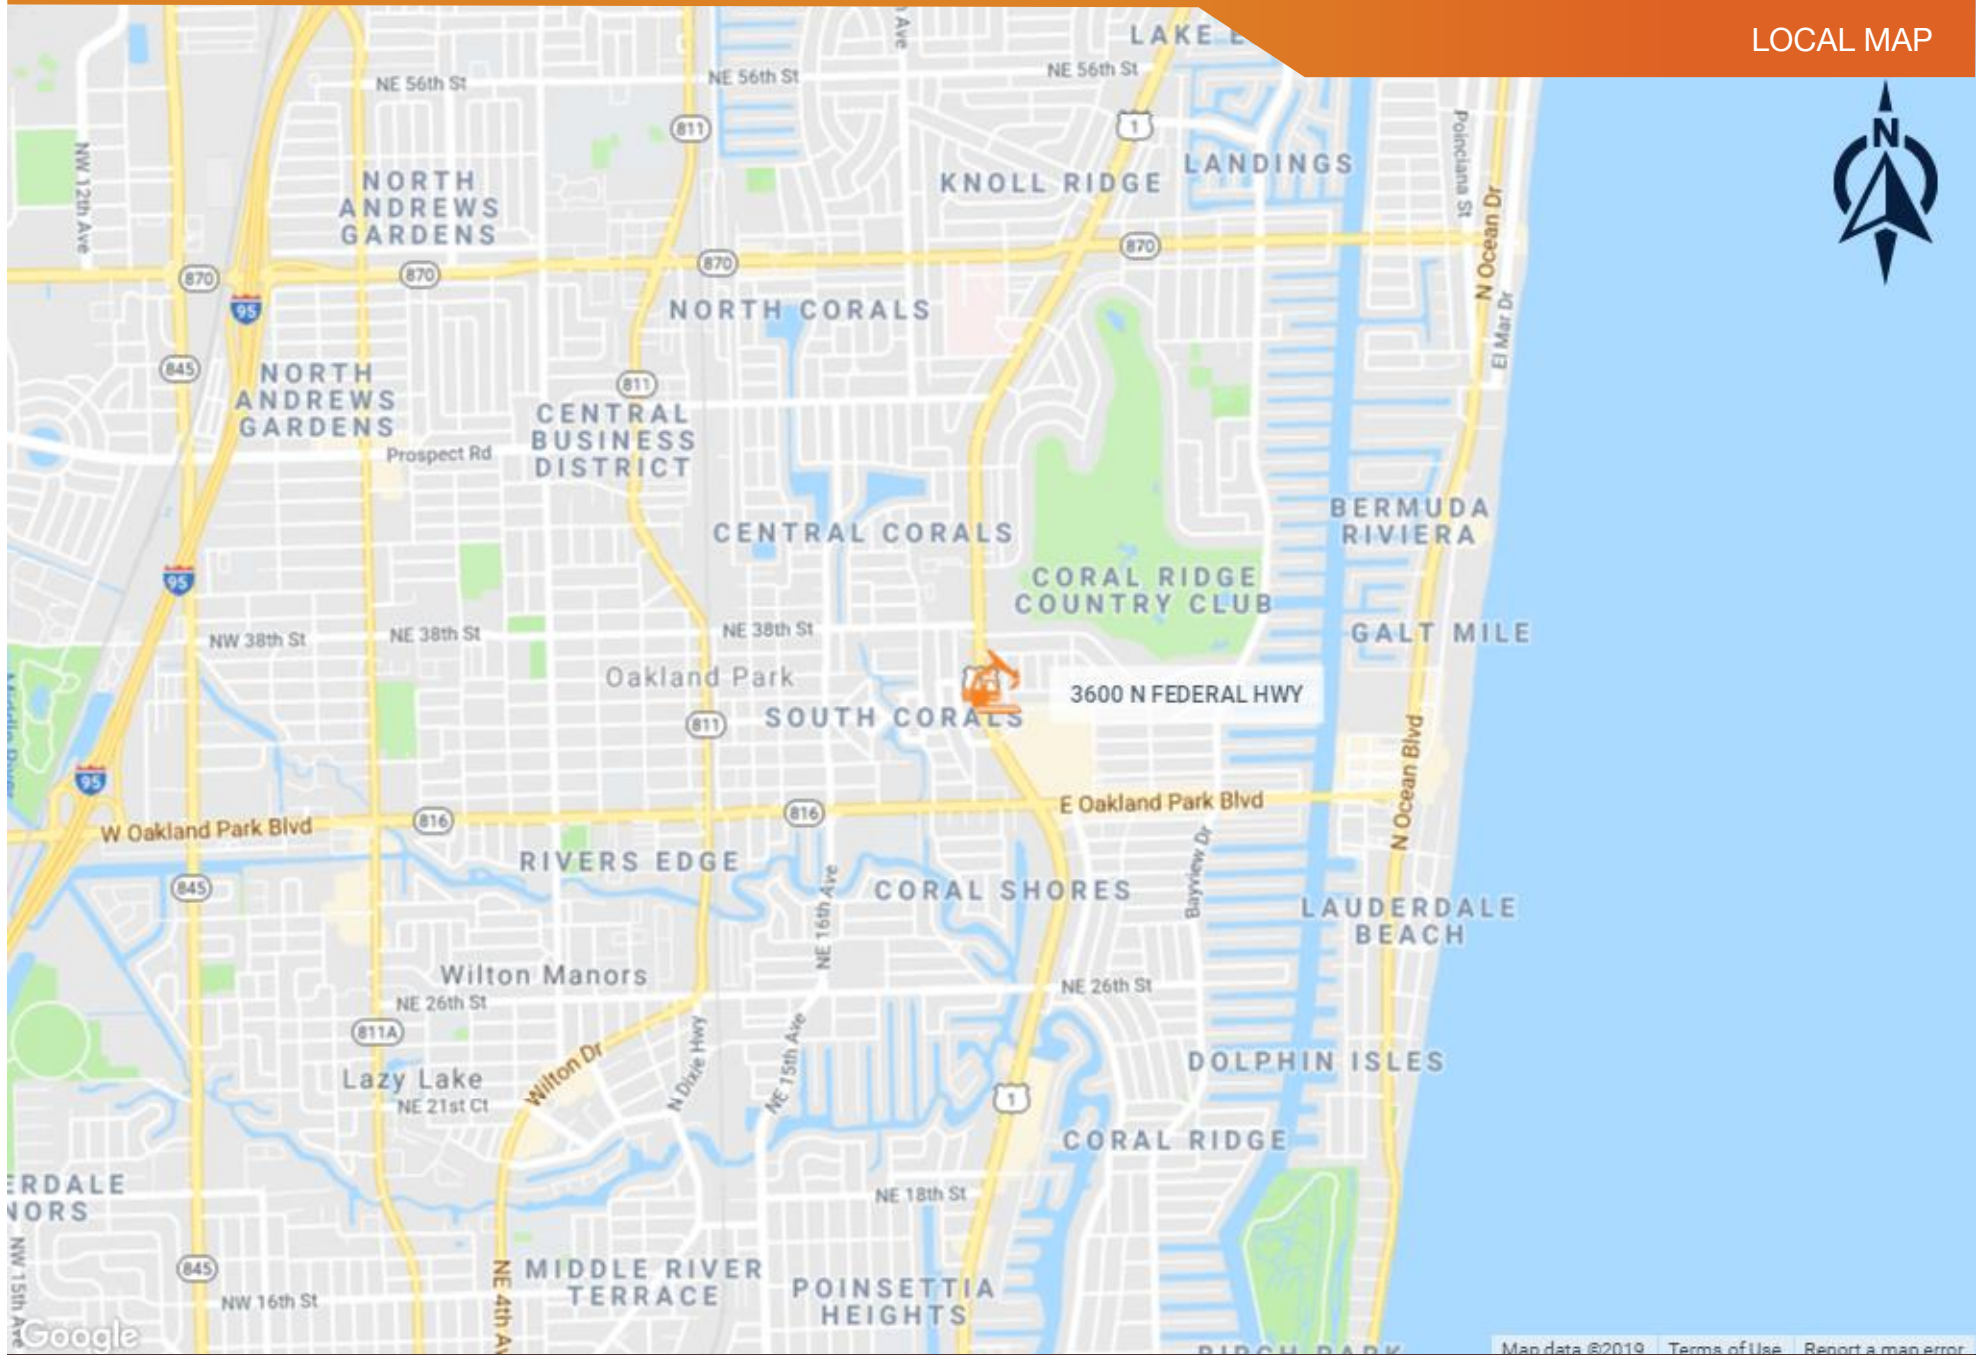 LOCAL MAP
LAKE E
NE 56th St
NE 56th St
NE 56th St
Ave
811
1
N
NW 12th Ave
Poinciana St
LANDINGS
KNOLL RIDGE
NORTH
ANDREWS
GARDENS
N Ocean Dr
870
870
870
870
95
NORTH CORALS
El Mar Dr
845
811
NORTH
ANDREWS
GARDENS
CENTRAL
BUSINESS
DISTRICT
Prospect Rd
BERMUDA
RIVIERA
CENTRAL CORALS
95
CORAL RIDGE
COUNTRY CLUB
NW 38th St
NE 38th St
NE 38th St
GALT MILE
Oakland Park
3600 N FEDERAL HWY
SOUTH CORALS
811
95
N Ocean Blvd
W Oakland Park Blvd
816
816
E Oakland Park Blvd
RIVERS EDGE
845
CORAL SHORES
Bayview Dr
NE 16th Ave
LAUDERDALE
BEACH
Wilton Manors
NE 26th St
NE 26th St
811A
Wilton Dr
N Dixie Hwy
NE 15th Ave
DOLPHIN ISLES
Lazy Lake
NE 21st Ct
1
CORAL RIDGE
ERDALE
NORS
NE 18th St
NW 15th Ave
845
NE 4th Av
MIDDLE RIVER
TERRACE
POINSETTIA
HEIGHTS
NW 16th St
Google
BIRCH PARK
Map data ©2019
Terms of Use
Report a map error